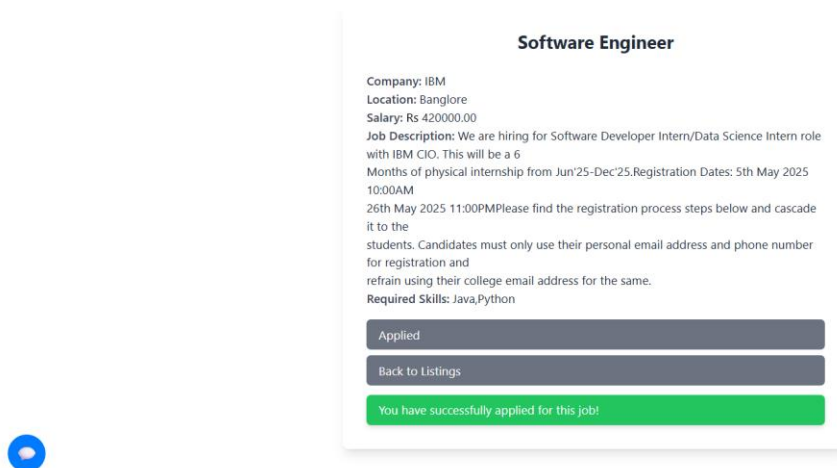 Software Engineer
Company: IBM
Location: Banglore
Salary: Rs 420000.00
Job Description: We are hiring for Software Developer Intern/Data Science Intern role
with IBM CIO. This will be a 6
Months of physical internship from Jun'25-Dec'25.Registration Dates: 5th May 2025
10:00AM
26th May 2025 11:00PMPlease find the registration process steps below and cascade
it to the
students. Candidates must only use their personal email address and phone number
for registration and
refrain using their college email address for the same.
Required Skills: Java,Python
Applied
Back to Listings
You have successfully applied for this job!